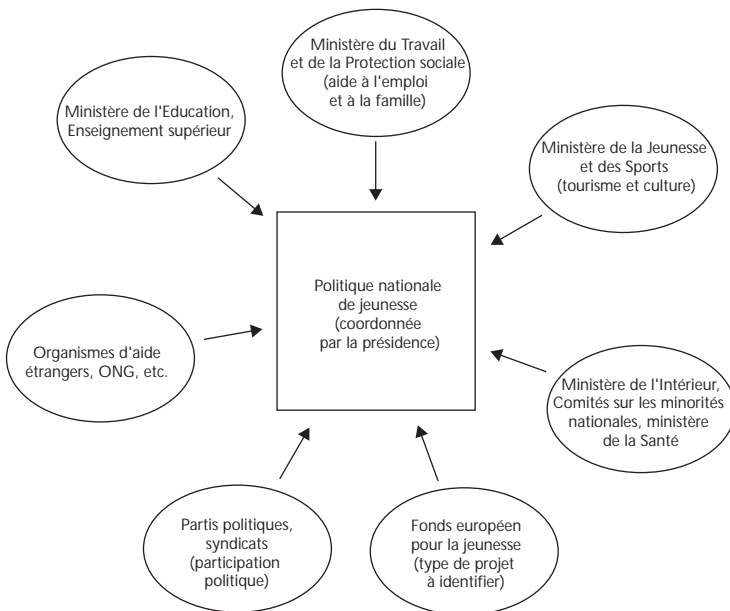 Ministère du Travail
et de la Protection sociale
(aide à l'emploi
et à la famille)
Ministère de l'Education,
Enseignement supérieur
Ministère de la Jeunesse
et des Sports
(tourisme et culture)
Politique nationale
de jeunesse
(coordonnée
par la présidence)
Organismes d'aide
étrangers, ONG, etc.
Ministère de l'Intérieur,
Comités sur les minorités
nationales, ministère
de la Santé
Partis politiques,
syndicats
(participation
politique)
Fonds européen
pour la jeunesse
(type de projet
à identifier)